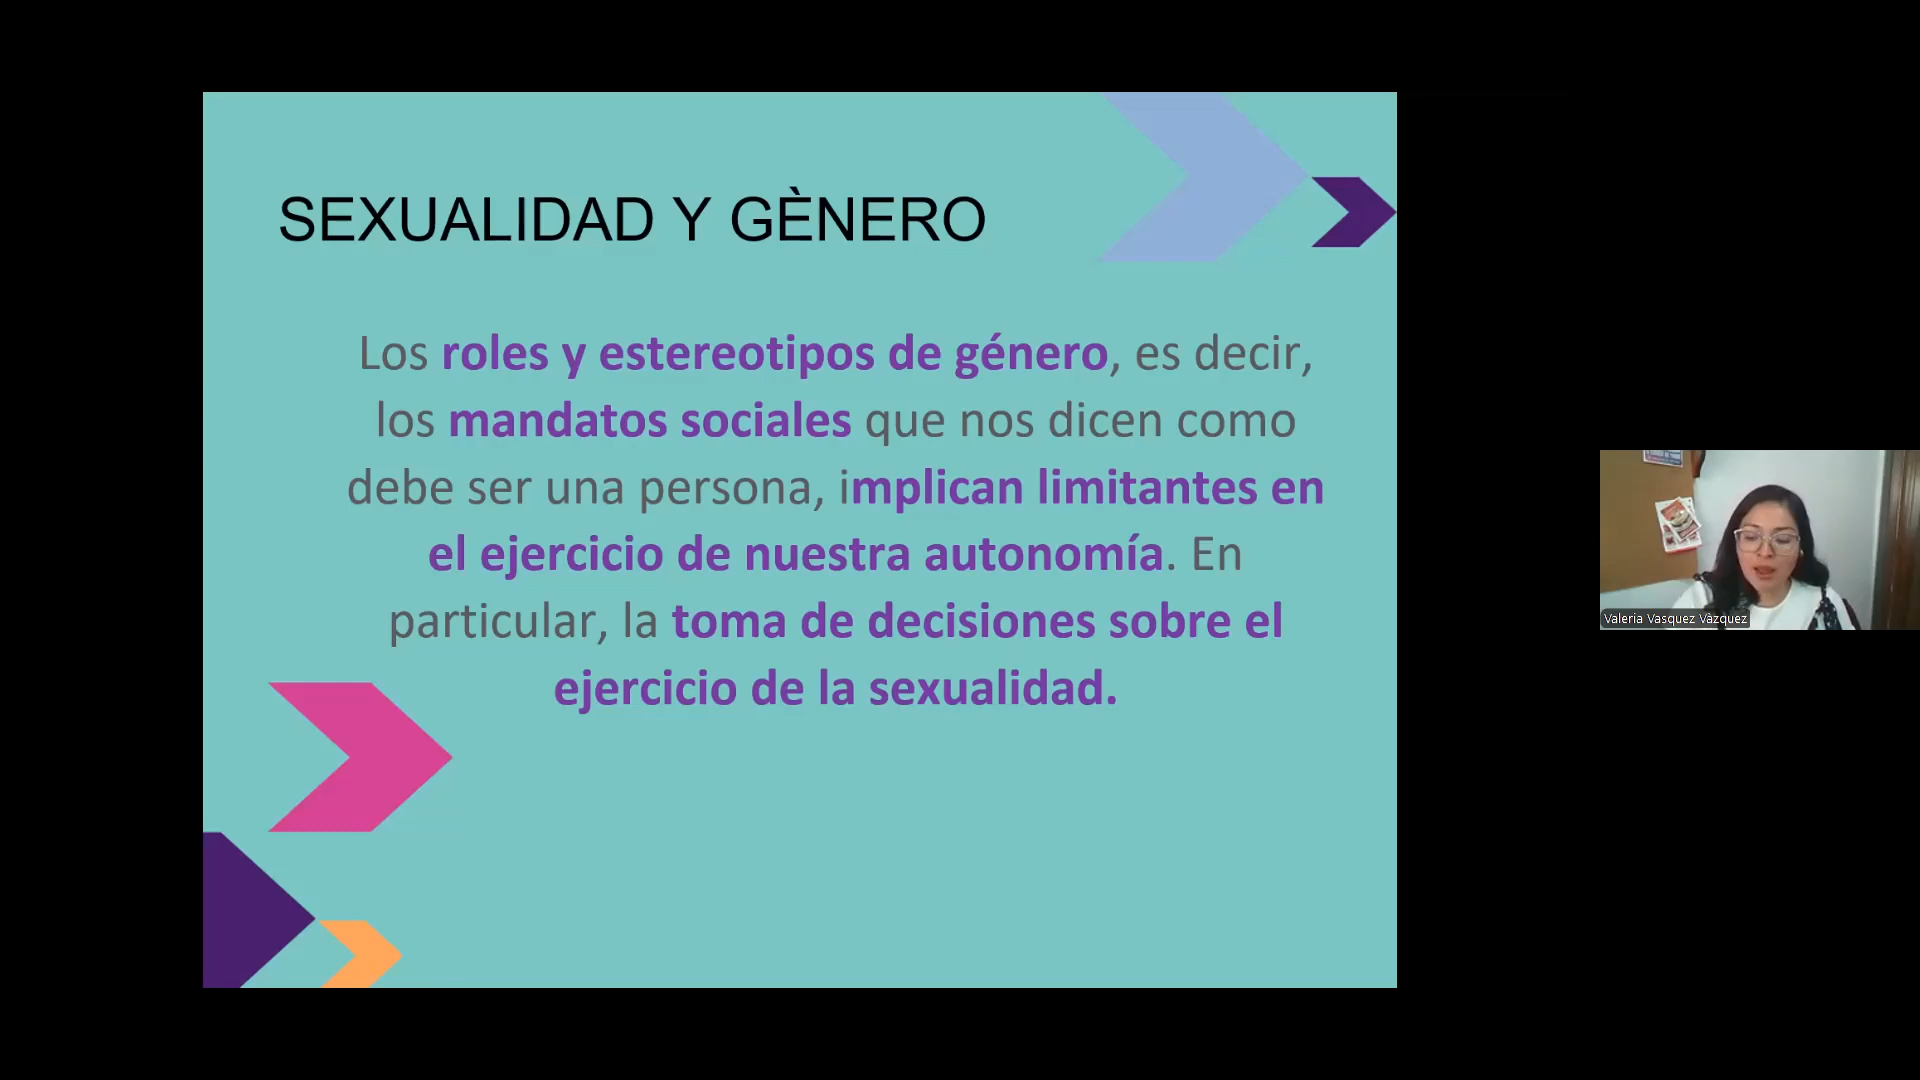 SEXUALIDAD Y GÈNERO
Los roles y estereotipos de género, es decir,
los mandatos sociales que nos dicen como
debe ser una persona, implican limitantes en
el ejercicio de nuestra autonomía. En
particular, la toma de decisiones sobre el
ejercicio de la sexualidad.
Valeria Vasquez Vàzquez